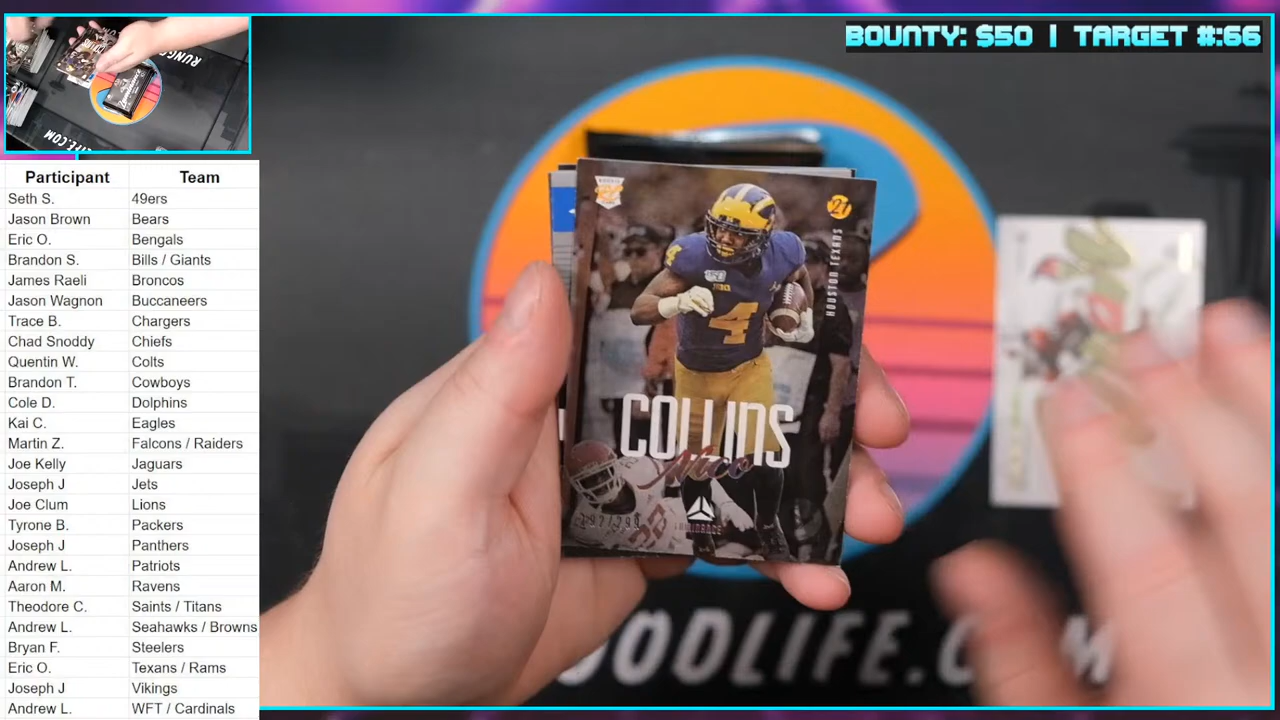 BOUNTY: $50 | TARGET #:66
Participant Team
Seth S. 49ers
Jason Brown Bears
Eric O. Bengals
Brandon S. Bills / Giants
James Raeli Broncos
Jason Wagnon Buccaneers
Trace B. Chargers
Chad Snoddy Chiefs
Quentin W. Colts
Brandon T. Cowboys
Cole D. Dolphins
Kai C. Eagles
Martin Z. Falcons / Raiders
Joe Kelly Jaguars
Joseph J Jets
Joe Clum Lions
Tyrone B. Packers
Joseph J Panthers
Andrew L. Patriots
Aaron M. Ravens
Theodore C. Saints / Titans
Andrew L. Seahawks / Browns
Bryan F. Steelers
Eric O. Texans / Rams
Joseph J Vikings
Andrew L. WFT / Cardinals
21
HOUSTON TEXANS
4
4
COLLINS
Nico
LUMINANCE
LIFE.COM